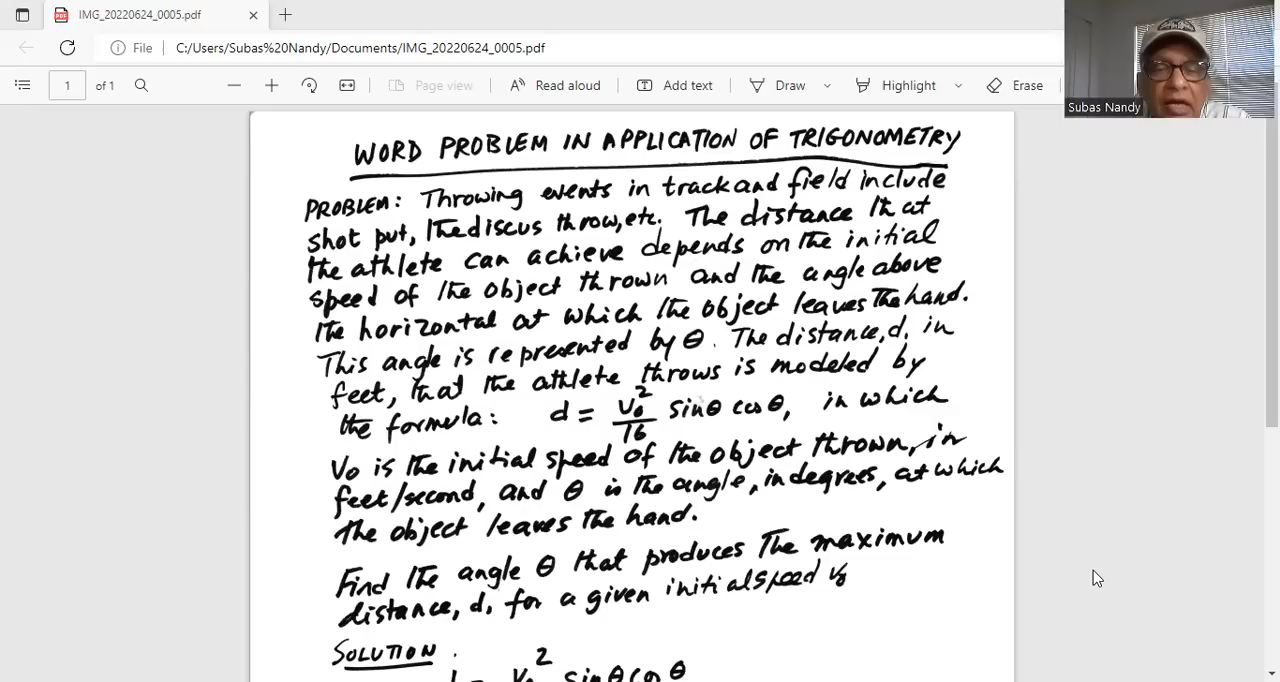 IMG_20220624_0005.pdf
File C:/Users/Subas%20Nandy/Documents/IMG_20220624_0005.pdf
1 of 1 Page view Read aloud Add text Draw Highlight Erase
Subas Nandy
WORD PROBLEM IN APPLICATION OF TRIGONOMETRY
PROBLEM: Throwing events in track and field include
shot put, the discus throw, etc. The distance that
the athlete can achieve depends on the initial
speed of the object thrown and the angle above
the horizontal at which the object leaves the hand.
This angle is represented by θ. The distance, d, in
feet, that the athlete throws is modeled by
the formula: d = v₀²/16 sinθ cosθ, in which
Vo is the initial speed of the object thrown, in
feet/second, and θ is the angle, in degrees, at which
the object leaves the hand.
Find the angle θ that produces the maximum
distance, d, for a given initial speed v₀
SOLUTION
sinθ cosθ